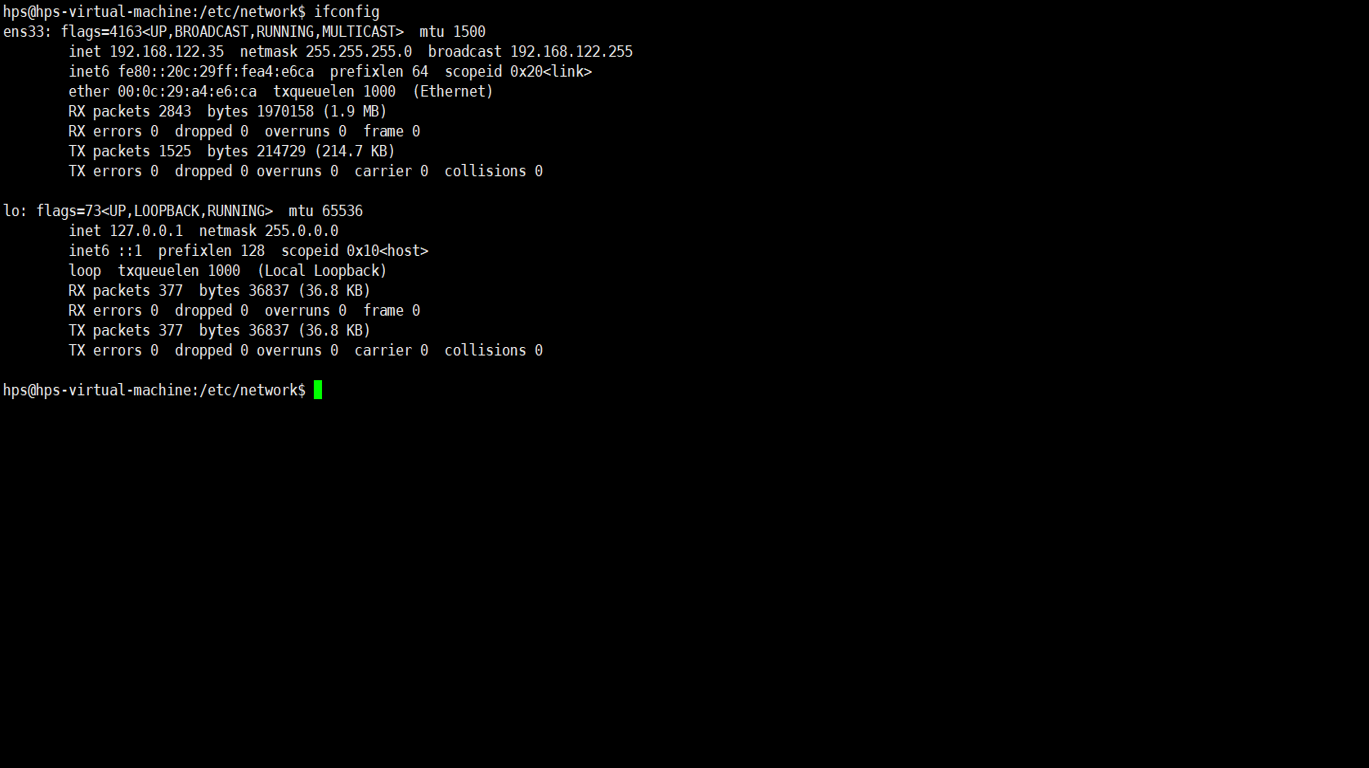 hps@hps-virtual-machine:/etc/network$ ifconfig
ens33: flags=4163<UP,BROADCAST,RUNNING,MULTICAST>  mtu 1500
        inet 192.168.122.35  netmask 255.255.255.0  broadcast 192.168.122.255
        inet6 fe80::20c:29ff:fea4:e6ca  prefixlen 64  scopeid 0x20<link>
        ether 00:0c:29:a4:e6:ca  txqueuelen 1000  (Ethernet)
        RX packets 2843  bytes 1970158 (1.9 MB)
        RX errors 0  dropped 0  overruns 0  frame 0
        TX packets 1525  bytes 214729 (214.7 KB)
        TX errors 0  dropped 0 overruns 0  carrier 0  collisions 0

lo: flags=73<UP,LOOPBACK,RUNNING>  mtu 65536
        inet 127.0.0.1  netmask 255.0.0.0
        inet6 ::1  prefixlen 128  scopeid 0x10<host>
        loop  txqueuelen 1000  (Local Loopback)
        RX packets 377  bytes 36837 (36.8 KB)
        RX errors 0  dropped 0  overruns 0  frame 0
        TX packets 377  bytes 36837 (36.8 KB)
        TX errors 0  dropped 0 overruns 0  carrier 0  collisions 0

hps@hps-virtual-machine:/etc/network$